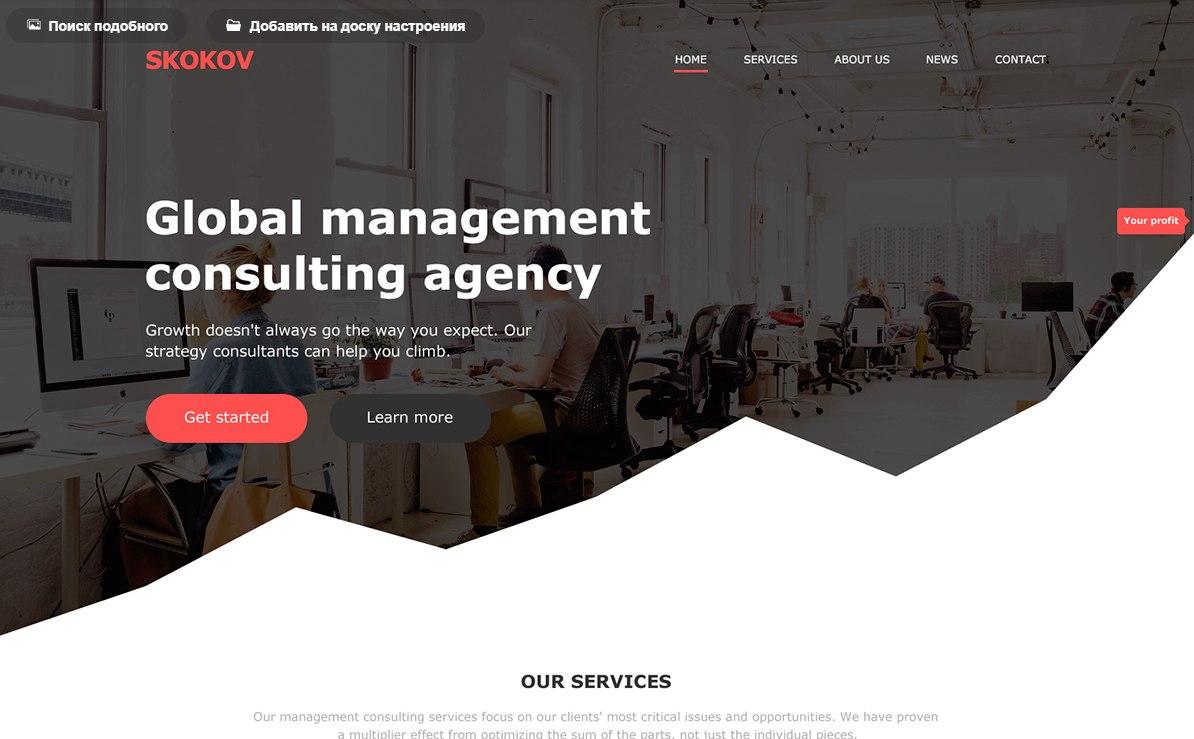 Поиск подобного
Добавить на доску настроения
SKOKOV
HOME
SERVICES
ABOUT US
NEWS
CONTACT
Global management
consulting agency
Your profit
Growth doesn't always go the way you expect. Our
strategy consultants can help you climb.
Get started
Learn more
OUR SERVICES
Our management consulting services focus on our clients' most critical issues and opportunities. We have proven
a multiplier effect from optimizing the sum of the parts, not just the individual pieces.